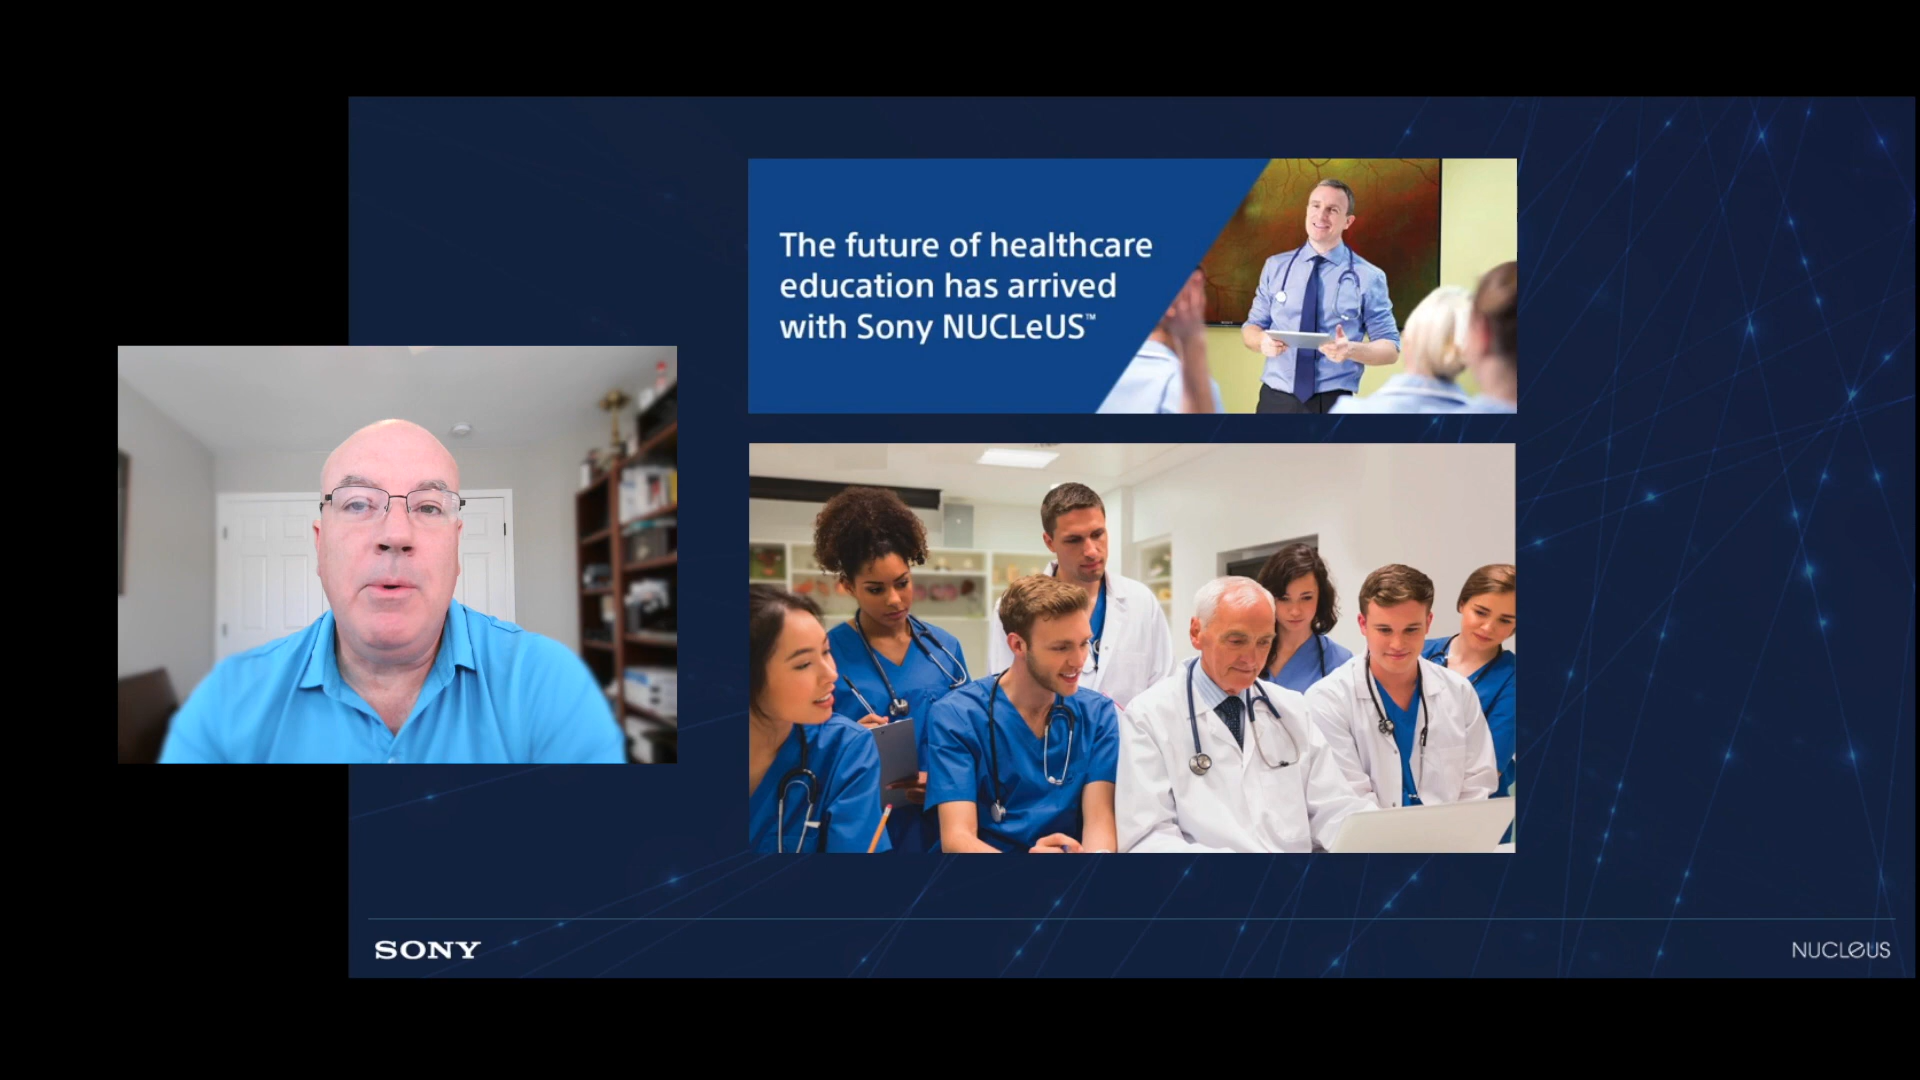 The future of healthcare
education has arrived
with Sony NUCLeUS™
SONY
NUCLeUS